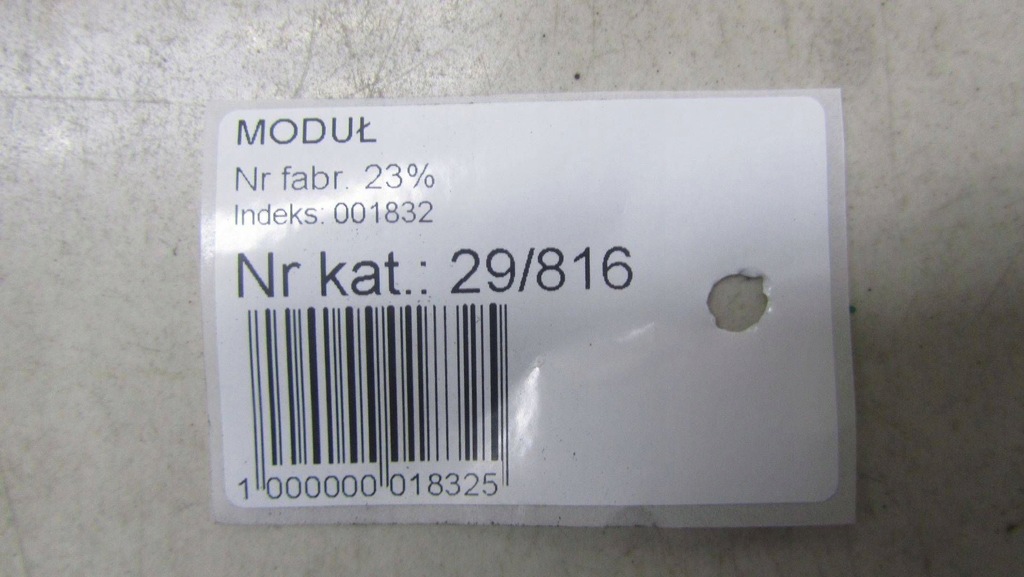 MODUŁ
Nr fabr. 23%
Indeks: 001832
Nr kat.: 29/816
1 000000 018325